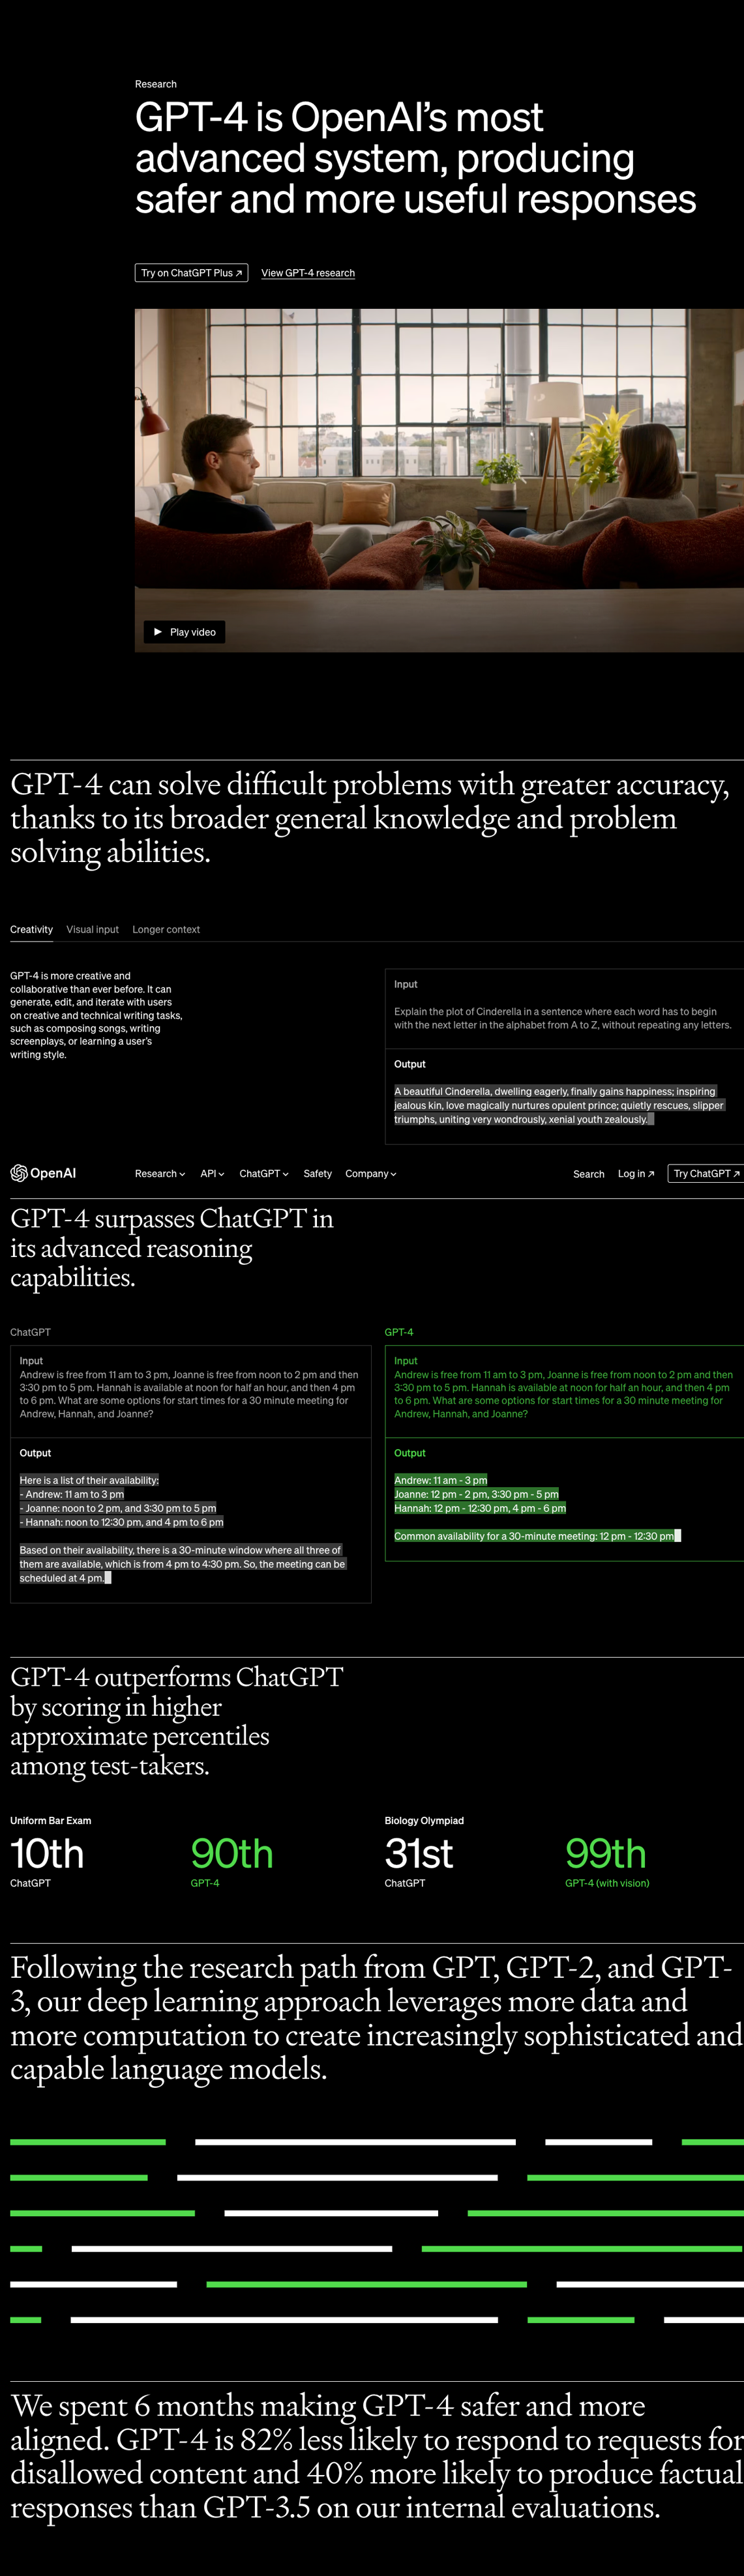 Research
GPT-4 is OpenAI’s most
advanced system, producing
safer and more useful responses
Try on ChatGPT Plus ↗
View GPT-4 research
Play video
GPT-4 can solve difficult problems with greater accuracy,
thanks to its broader general knowledge and problem
solving abilities.
Creativity
Visual input
Longer context
GPT-4 is more creative and
collaborative than ever before. It can
generate, edit, and iterate with users
on creative and technical writing tasks,
such as composing songs, writing
screenplays, or learning a user’s
writing style.
Input
Explain the plot of Cinderella in a sentence where each word has to begin
with the next letter in the alphabet from A to Z, without repeating any letters.
Output
A beautiful Cinderella, dwelling eagerly, finally gains happiness; inspiring
jealous kin, love magically nurtures opulent prince; quietly rescues, slipper
triumphs, uniting very wondrously, xenial youth zealously.
OpenAI
Research
API
ChatGPT
Safety
Company
Search
Log in ↗
Try ChatGPT ↗
GPT-4 surpasses ChatGPT in
its advanced reasoning
capabilities.
ChatGPT
Input
Andrew is free from 11 am to 3 pm, Joanne is free from noon to 2 pm and then
3:30 pm to 5 pm. Hannah is available at noon for half an hour, and then 4 pm
to 6 pm. What are some options for start times for a 30 minute meeting for
Andrew, Hannah, and Joanne?
Output
Here is a list of their availability:
- Andrew: 11 am to 3 pm
- Joanne: noon to 2 pm, and 3:30 pm to 5 pm
- Hannah: noon to 12:30 pm, and 4 pm to 6 pm
Based on their availability, there is a 30-minute window where all three of
them are available, which is from 4 pm to 4:30 pm. So, the meeting can be
scheduled at 4 pm.
GPT-4
Input
Andrew is free from 11 am to 3 pm, Joanne is free from noon to 2 pm and then
3:30 pm to 5 pm. Hannah is available at noon for half an hour, and then 4 pm
to 6 pm. What are some options for start times for a 30 minute meeting for
Andrew, Hannah, and Joanne?
Output
Andrew: 11 am - 3 pm
Joanne: 12 pm - 2 pm, 3:30 pm - 5 pm
Hannah: 12 pm - 12:30 pm, 4 pm - 6 pm
Common availability for a 30-minute meeting: 12 pm - 12:30 pm
GPT-4 outperforms ChatGPT
by scoring in higher
approximate percentiles
among test-takers.
Uniform Bar Exam
10th
ChatGPT
90th
GPT-4
Biology Olympiad
31st
ChatGPT
99th
GPT-4 (with vision)
Following the research path from GPT, GPT-2, and GPT-
3, our deep learning approach leverages more data and
more computation to create increasingly sophisticated and
capable language models.
We spent 6 months making GPT-4 safer and more
aligned. GPT-4 is 82% less likely to respond to requests for
disallowed content and 40% more likely to produce factual
responses than GPT-3.5 on our internal evaluations.